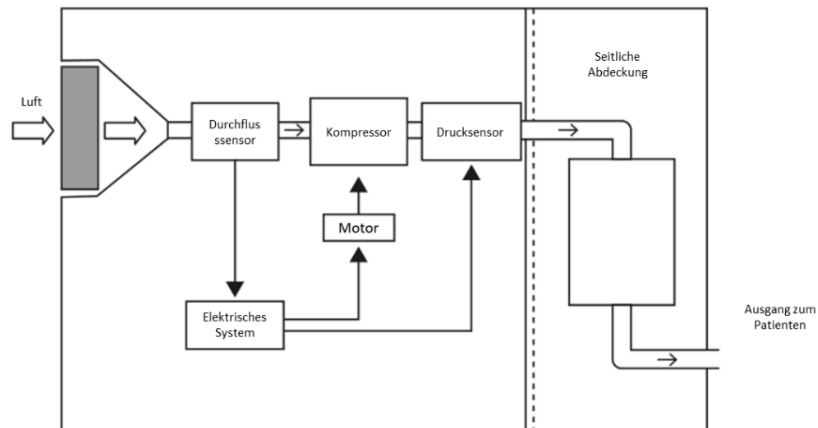 Luft
Durchflus
ssensor
Kompressor
Drucksensor
Seitliche
Abdeckung
Motor
Elektrisches
System
Ausgang zum
Patienten